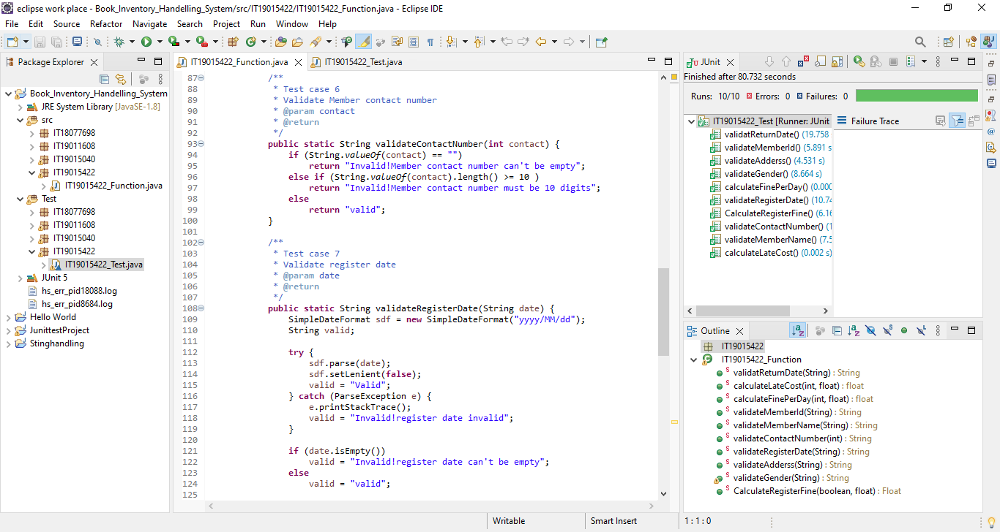 eclipse work place - Book_Inventory_Handelling_System/src/IT19015422/IT19015422_Function.java - Eclipse IDE
File Edit Source Refactor Navigate Search Project Run Window Help
Package Explorer
Book_Inventory_Handelling_System
JRE System Library [JavaSE-1.8]
src
IT18077698
IT19011608
IT19015040
IT19015422
IT19015422_Function.java
Test
IT18077698
IT19011608
IT19015040
IT19015422
IT19015422_Test.java
JUnit 5
hs_err_pid18088.log
hs_err_pid8684.log
Hello World
JunittestProject
Stinghandling
IT19015422_Function.java IT19015422_Test.java
87 /**
88 * Test case 6
89 * Validate Member contact number
90 * @param contact
91 * @return
92 */
93 public static String validateContactNumber(int contact) {
94 if (String.valueOf(contact) == "")
95 return "Invalid!Member contact number can't be empty";
96 else if (String.valueOf(contact).length() >= 10 )
97 return "Invalid!Member contact number must be 10 digits";
98 else
99 return "valid";
100 }
101
102 /**
103 * Test case 7
104 * Validate register date
105 * @param date
106 * @return
107 */
108 public static String validateRegisterDate(String date) {
109 SimpleDateFormat sdf = new SimpleDateFormat("yyyy/MM/dd");
110 String valid;
111
112 try {
113 sdf.parse(date);
114 sdf.setLenient(false);
115 valid = "Valid";
116 } catch (ParseException e) {
117 e.printStackTrace();
118 valid = "Invalid!register date invalid";
119 }
120
121 if (date.isEmpty())
122 valid = "Invalid!register date can't be empty";
123 else
124 valid = "valid";
125
JUnit
Finished after 80.732 seconds
Runs: 10/10 Errors: 0 Failures: 0
IT19015422_Test [Runner: JUnit
validatReturnDate() (19.758
validateMemberId() (5.891 s
validateAdderss() (4.531 s)
validateGender() (8.664 s)
calculateFinePerDay() (0.000
validateRegisterDate() (10.74
CalculateRegisterFine() (6.16
validateContactNumber() (1
validateMemberName() (7.5
calculateLateCost() (0.002 s)
Failure Trace
Outline
IT19015422
IT19015422_Function
validatReturnDate(String) : String
calculateLateCost(int, float) : float
calculateFinePerDay(int, float) : float
validateMemberId(String) : String
validateMemberName(String) : String
validateContactNumber(int) : String
validateRegisterDate(String) : String
validateAdderss(String) : String
validateGender(String) : String
CalculateRegisterFine(boolean, float) : Float
Writable Smart Insert 1 : 1 : 0